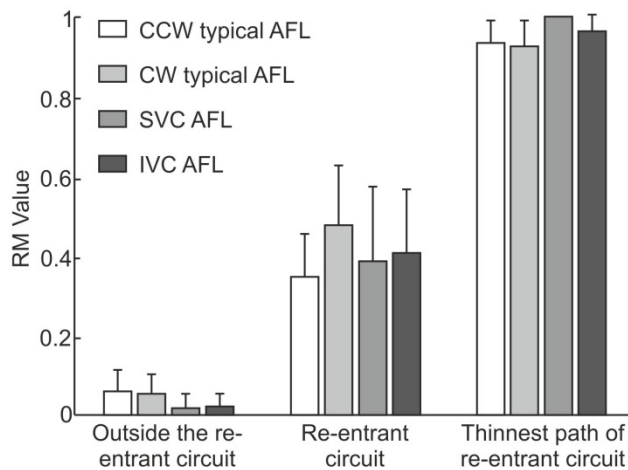 1
0.8
0.6
0.4
0.2
0
RM Value
CCW typical AFL
CW typical AFL
SVC AFL
IVC AFL
Outside the re-
entrant circuit
Re-entrant
circuit
Thinnest path of
re-entrant circuit